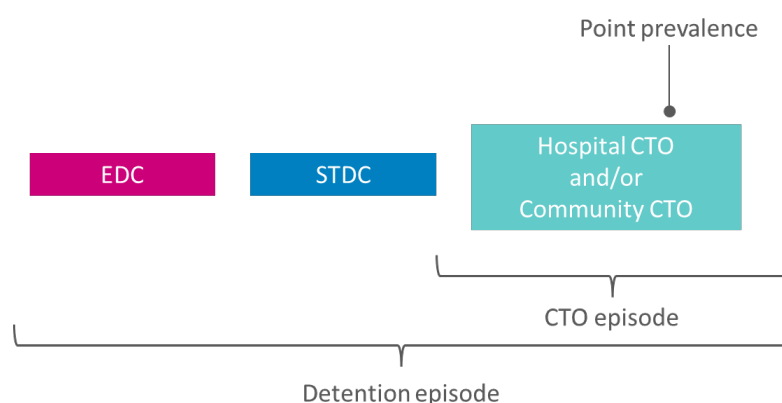 Point prevalence
EDC
STDC
Hospital CTO
and/or
Community CTO
CTO episode
Detention episode